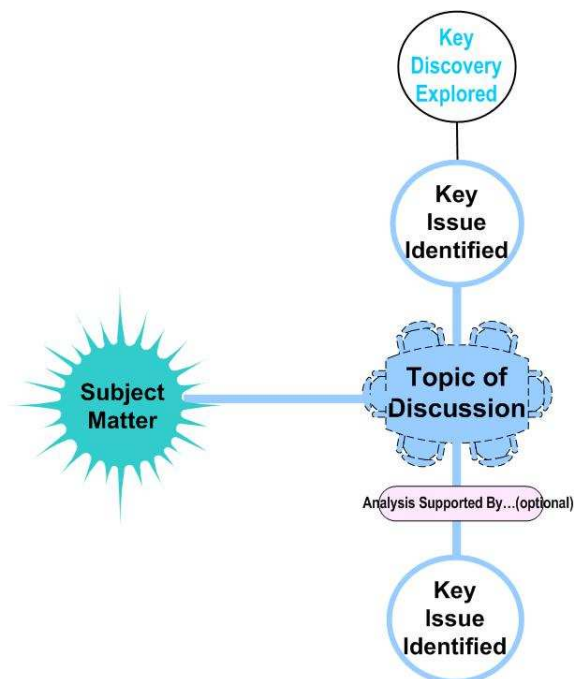 Key
Discovery
Explored
Key
Issue
Identified
Subject
Matter
Topic of
Discussion
Analysis Supported By...(optional)
Key
Issue
Identified